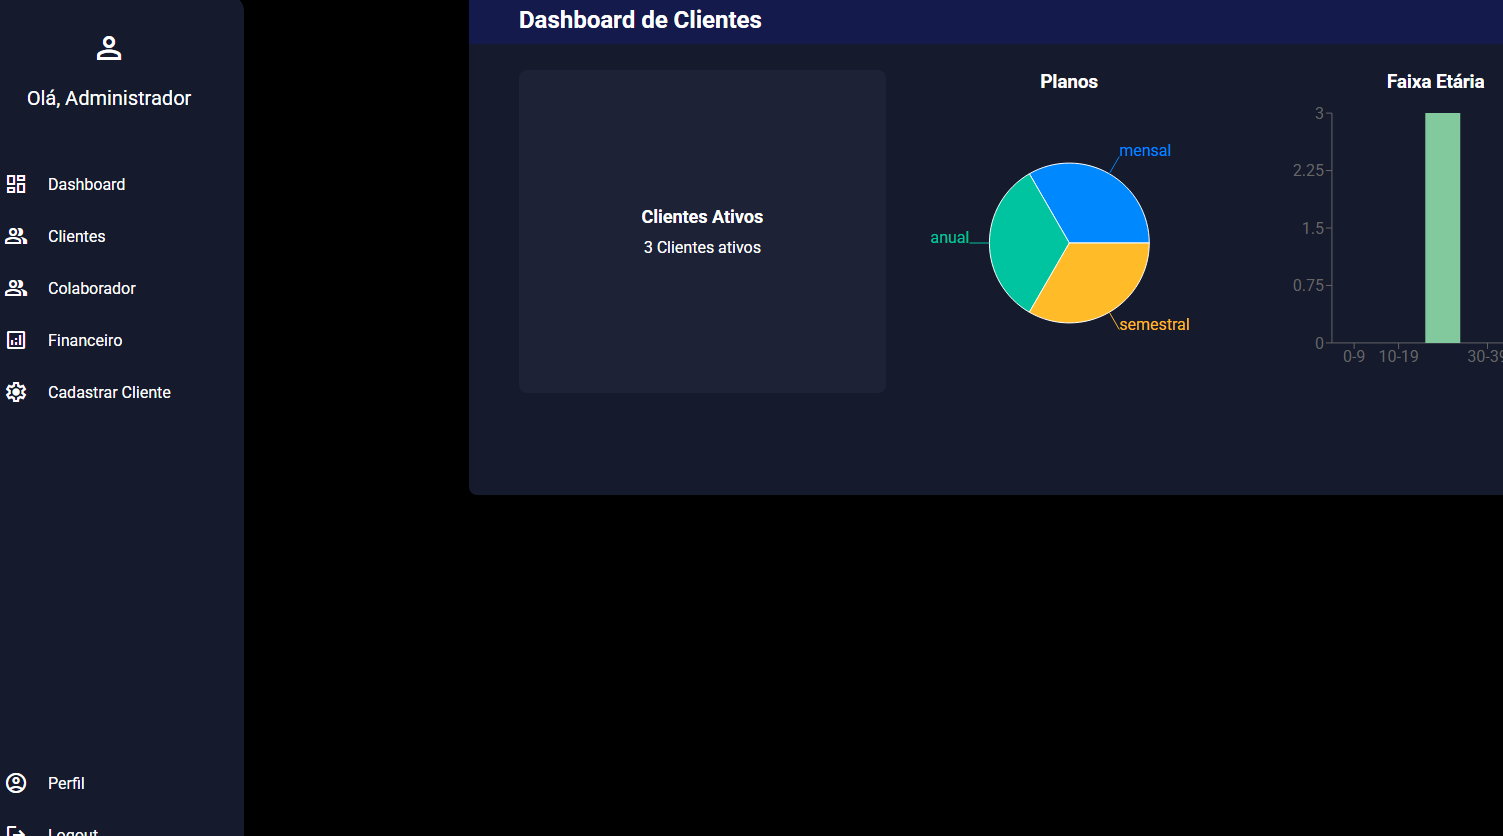 Olá, Administrador
Dashboard
Clientes
Colaborador
Financeiro
Cadastrar Cliente
Perfil
Logout
Dashboard de Clientes
Clientes Ativos
3 Clientes ativos
Planos
mensal
anual
semestral
Faixa Etária
3
2.25
1.5
0.75
0
0-9
10-19
30-39